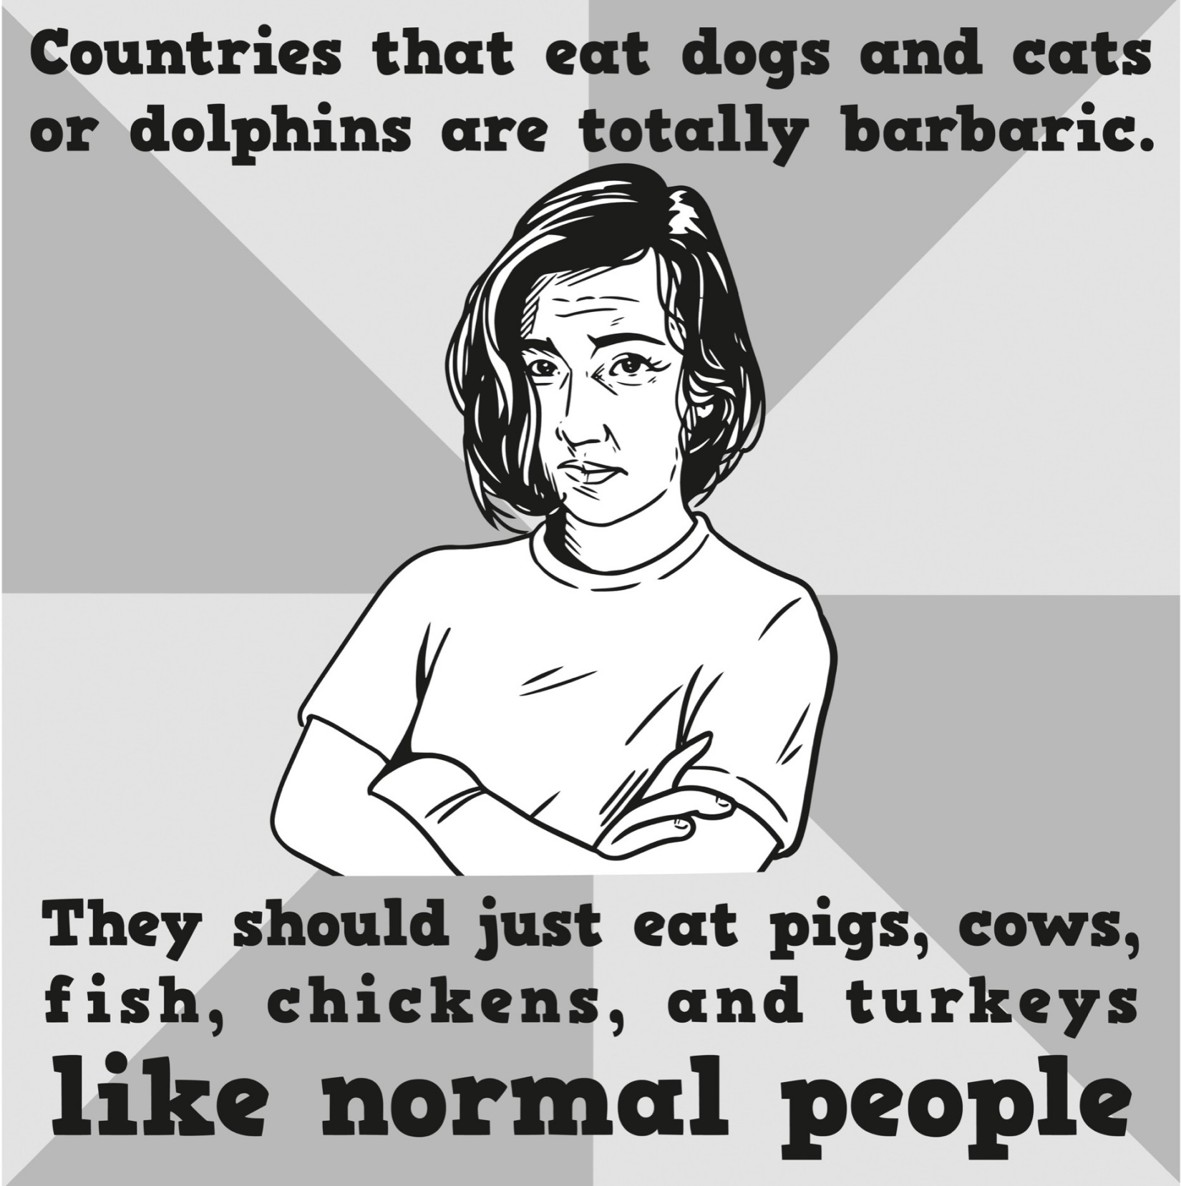 Countries that eat dogs and cats
or dolphins are totally barbaric.
They should just eat pigs, cows,
fish, chickens, and turkeys
like normal people